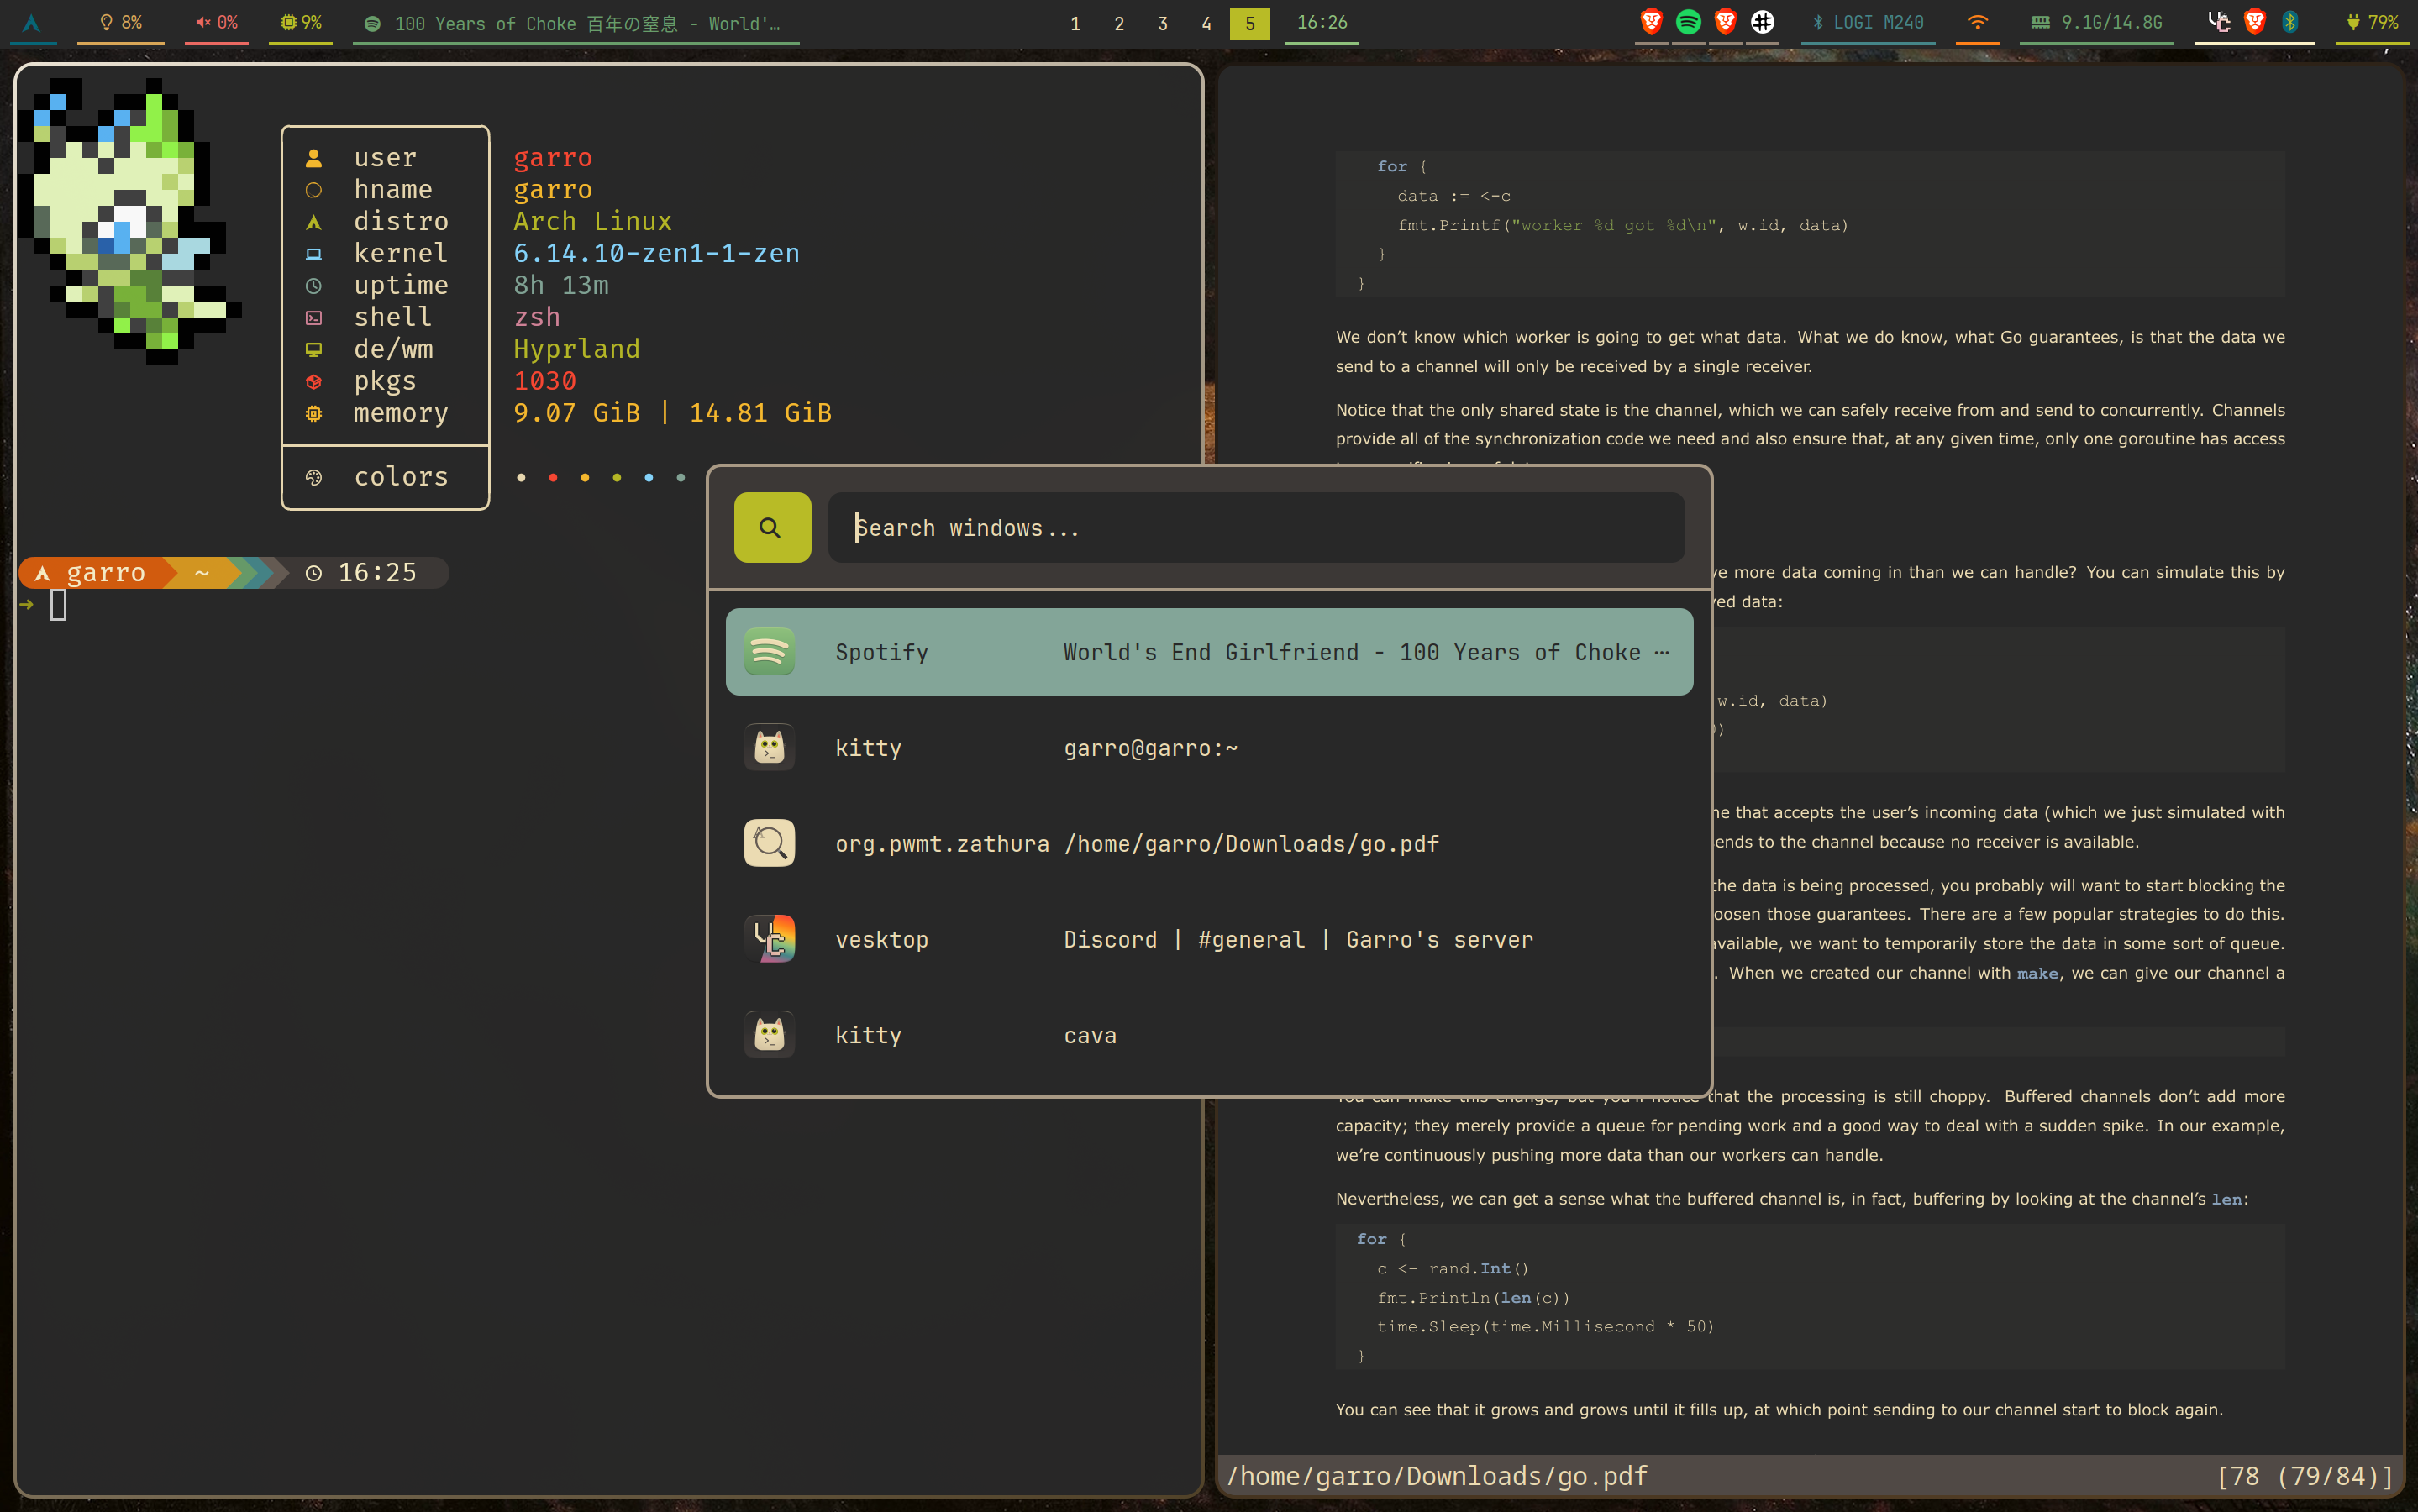 8% 0% 9% 100 Years of Choke 百年の窒息 - World'… 1 2 3 4 5 16:26 LOGI M240 9.1G/14.8G 79%
user garro
hname garro
distro Arch Linux
kernel 6.14.10-zen1-1-zen
uptime 8h 13m
shell zsh
de/wm Hyprland
pkgs 1030
memory 9.07 GiB | 14.81 GiB
colors
garro ~ 16:25
Search windows...
Spotify World's End Girlfriend - 100 Years of Choke …
kitty garro@garro:~
org.pwmt.zathura /home/garro/Downloads/go.pdf
vesktop Discord | #general | Garro's server
kitty cava
for {
data := <-c
fmt.Printf("worker %d got %d\n", w.id, data)
}
}
We don’t know which worker is going to get what data. What we do know, what Go guarantees, is that the data we
send to a channel will only be received by a single receiver.
Notice that the only shared state is the channel, which we can safely receive from and send to concurrently. Channels
provide all of the synchronization code we need and also ensure that, at any given time, only one goroutine has access
more data coming in than we can handle? You can simulate this by
data:
w.id, data)
)
that accepts the user’s incoming data (which we just simulated with
to the channel because no receiver is available.
the data is being processed, you probably will want to start blocking the
those guarantees. There are a few popular strategies to do this.
we want to temporarily store the data in some sort of queue.
. When we created our channel with make, we can give our channel a
You can make this change, but you’ll notice that the processing is still choppy. Buffered channels don’t add more
capacity; they merely provide a queue for pending work and a good way to deal with a sudden spike. In our example,
we’re continuously pushing more data than our workers can handle.
Nevertheless, we can get a sense what the buffered channel is, in fact, buffering by looking at the channel’s len:
for {
c <- rand.Int()
fmt.Println(len(c))
time.Sleep(time.Millisecond * 50)
}
You can see that it grows and grows until it fills up, at which point sending to our channel start to block again.
/home/garro/Downloads/go.pdf [78 (79/84)]